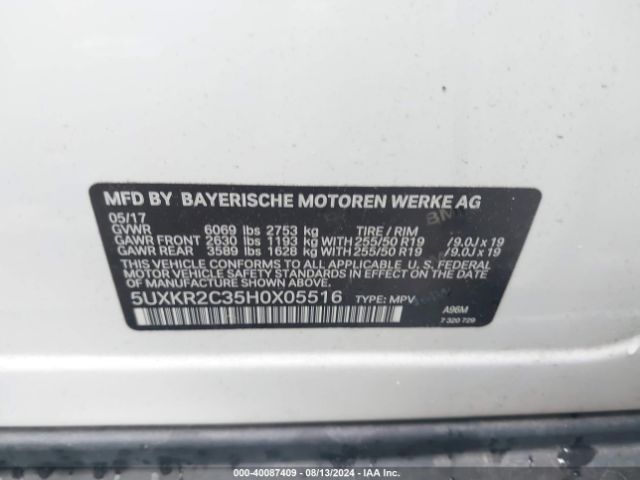 MFD BY BAYERISCHE MOTOREN WERKE AG
05/17
GVWR 6069 lbs 2753 kg TIRE / RIM
GAWR FRONT 2630 lbs 1193 kg WITH 255/50 R19 /9.0J x 19
GAWR REAR 3589 lbs 1628 kg WITH 255/50 R19 /9.0J x 19
THIS VEHICLE CONFORMS TO ALL APPLICABLE U.S. FEDERAL
MOTOR VEHICLE SAFETY STANDARDS IN EFFECT ON THE DATE
OF MANUFACTURE SHOWN ABOVE.
5UXKR2C35H0X05516 TYPE: MPV
A96M
7 320 729
000-40087409 - 08/13/2024 - IAA Inc.